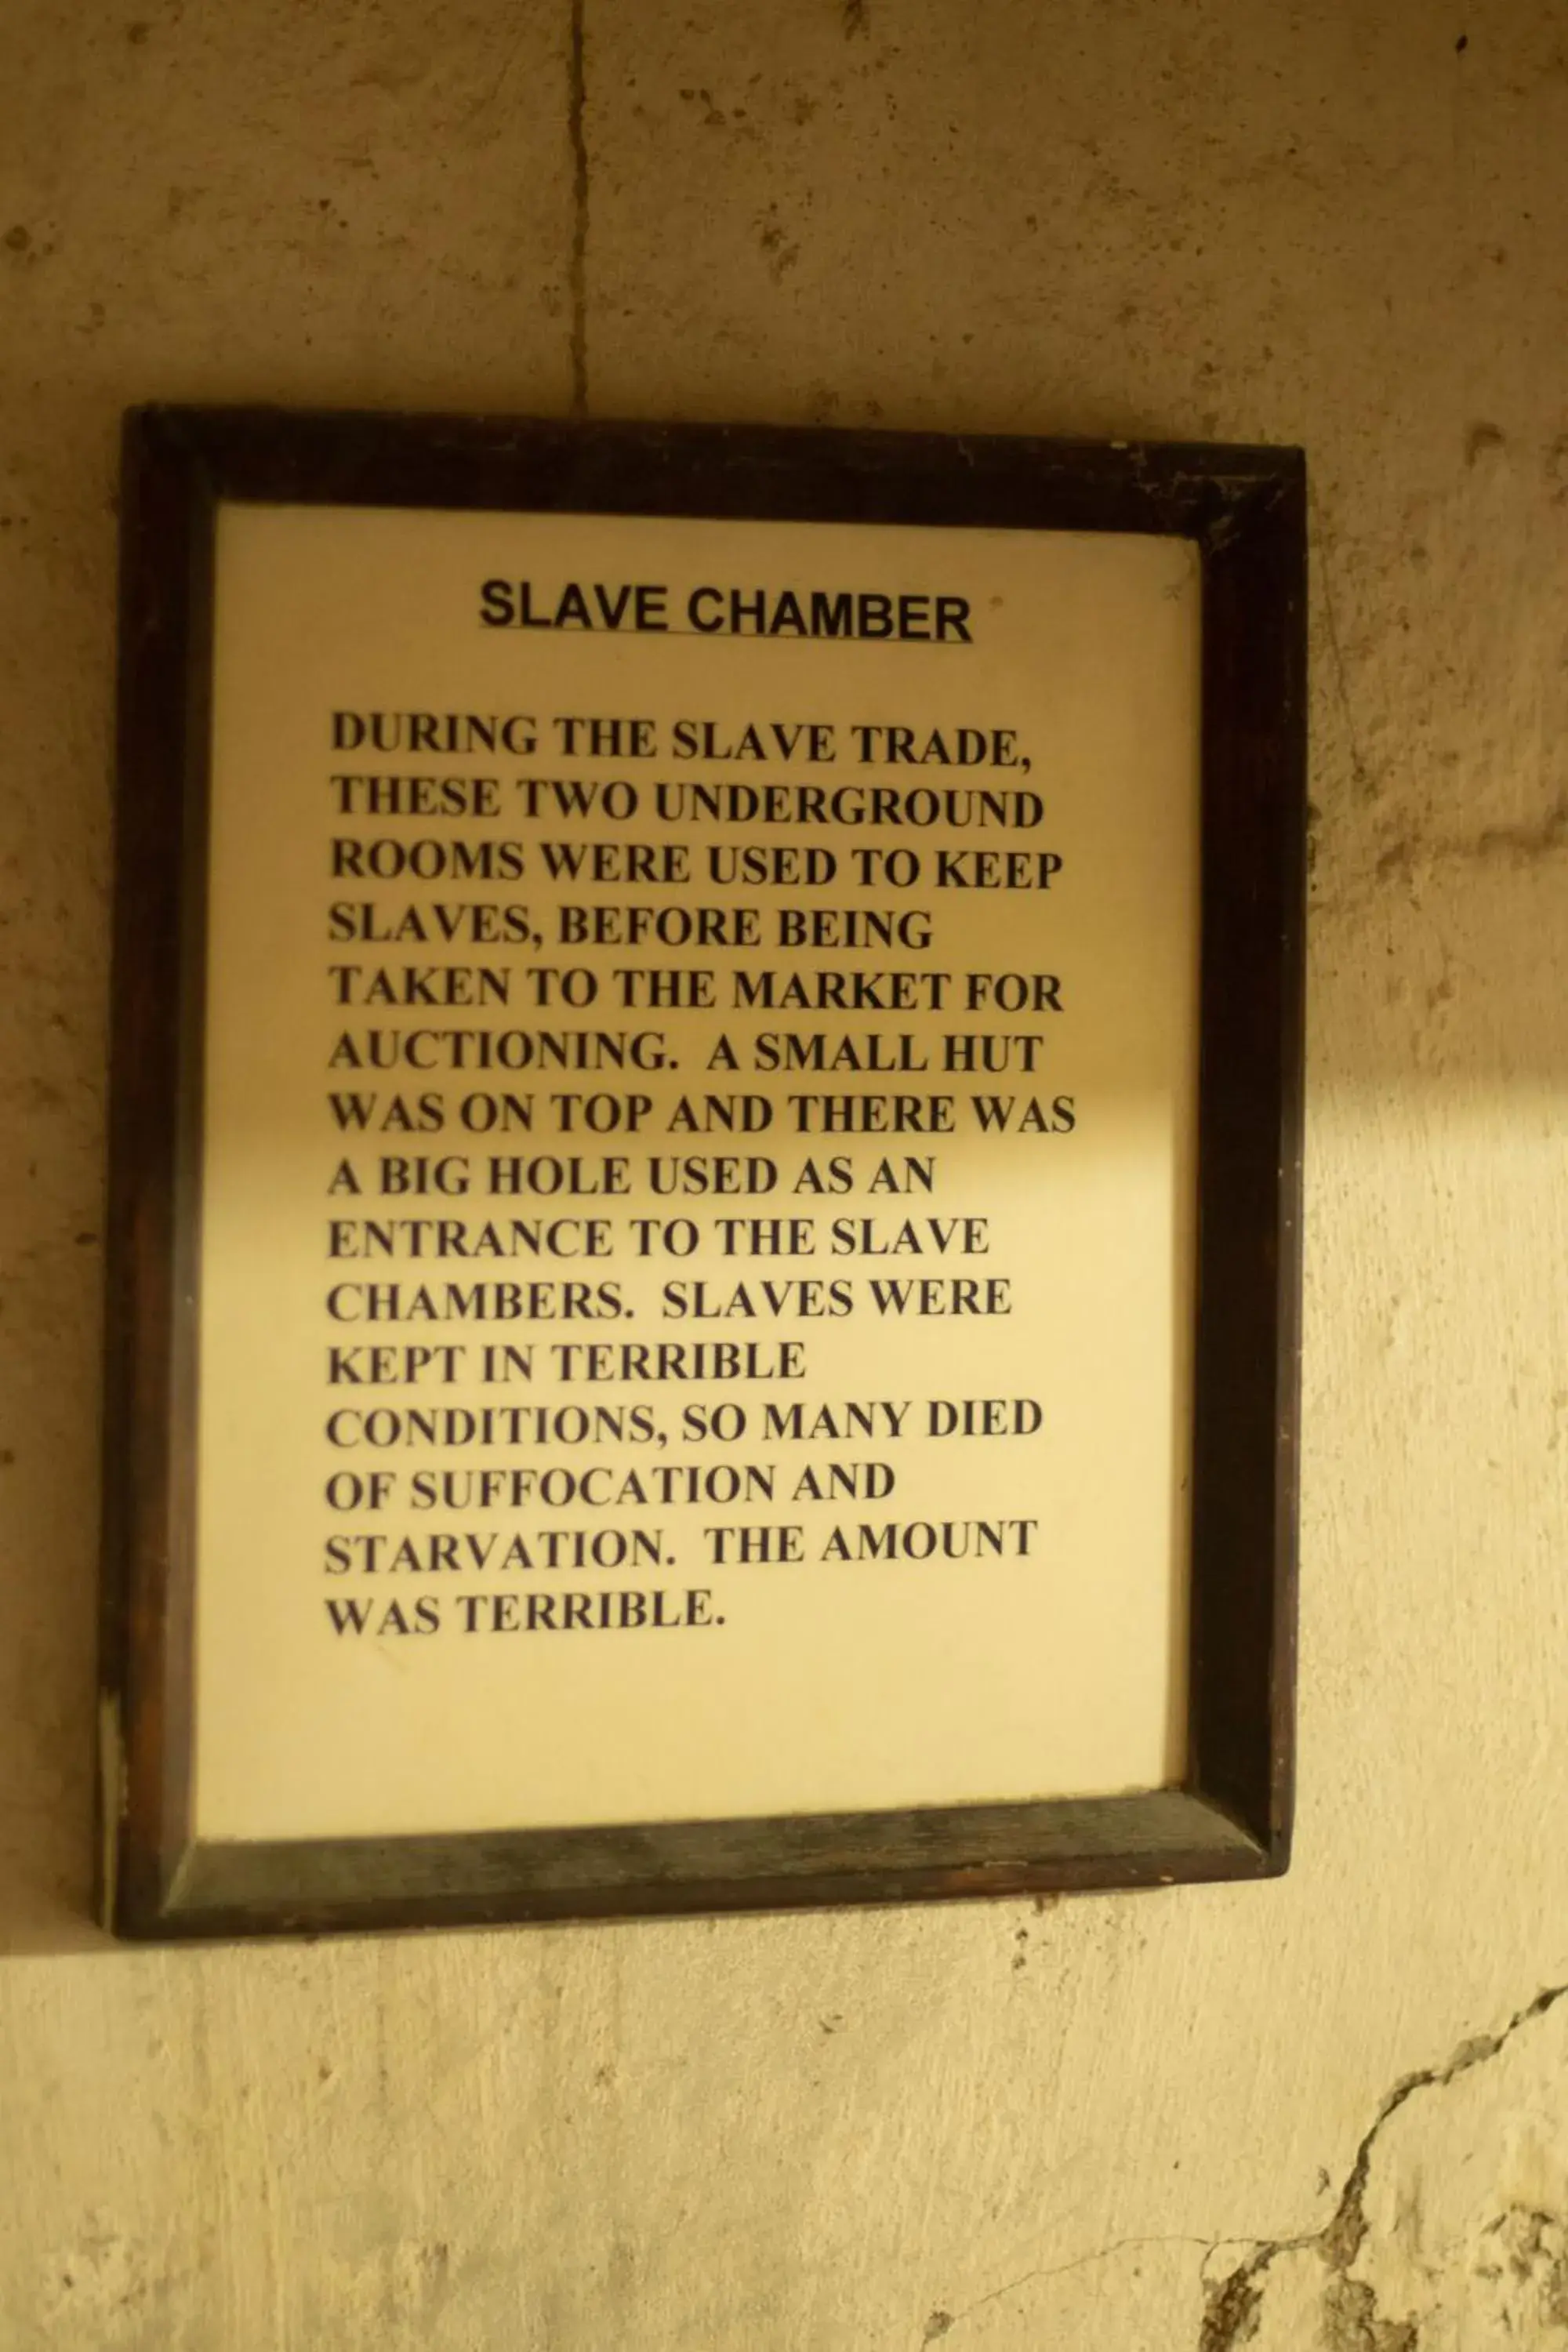 SLAVE CHAMBER
DURING THE SLAVE TRADE,
THESE TWO UNDERGROUND
ROOMS WERE USED TO KEEP
SLAVES, BEFORE BEING
TAKEN TO THE MARKET FOR
AUCTIONING. A SMALL HUT
WAS ON TOP AND THERE WAS
A BIG HOLE USED AS AN
ENTRANCE TO THE SLAVE
CHAMBERS. SLAVES WERE
KEPT IN TERRIBLE
CONDITIONS, SO MANY DIED
OF SUFFOCATION AND
STARVATION. THE AMOUNT
WAS TERRIBLE.